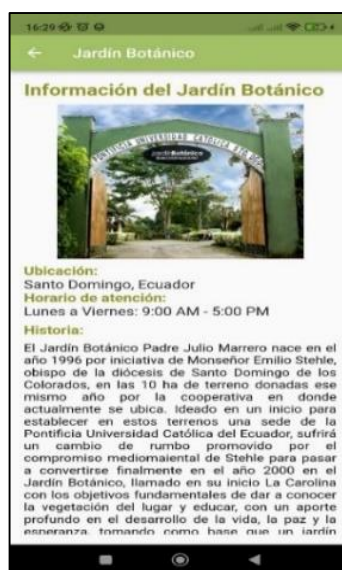 16:29
Jardín Botánico
Información del Jardín Botánico
PONTIFICIA UNIVERSIDAD CATÓLICA
Jardín Botánico
Ubicación:
Santo Domingo, Ecuador
Horario de atención:
Lunes a Viernes: 9:00 AM - 5:00 PM
Historia:
El Jardín Botánico Padre Julio Marrero nace en el
año 1996 por iniciativa de Monseñor Emilio Stehle,
obispo de la diócesis de Santo Domingo de los
Colorados, en las 10 ha de terreno donadas ese
mismo año por la cooperativa en donde
actualmente se ubica. Ideado en un inicio para
establecer en estos terrenos una sede de la
Pontificia Universidad Católica del Ecuador, sufrirá
un cambio de rumbo promovido por el
compromiso mediomaiental de Stehle para pasar
a convertirse finalmente en el año 2000 en el
Jardín Botánico, llamado en su inicio La Carolina
con los objetivos fundamentales de dar a conocer
la vegetación del lugar y educar, con un aporte
profundo en el desarrollo de la vida, la paz y la
esperanza, tomando como base que un jardín